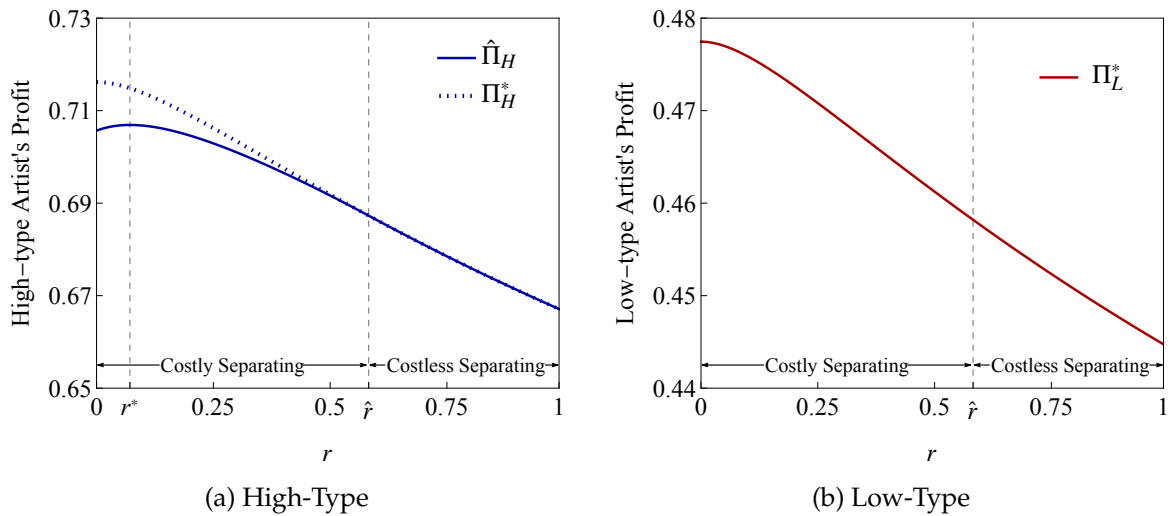 0.73
0.71
0.69
0.67
0.65
High−type Artist's Profit
Π̂_H
Π*_H
Costly Separating
Costless Separating
0
r*
0.25
0.5
r̂
0.75
1
r
(a) High-Type
0.48
0.47
0.46
0.45
0.44
Low−type Artist's Profit
Π*_L
Costly Separating
Costless Separating
0
0.25
0.5
r̂
0.75
1
r
(b) Low-Type